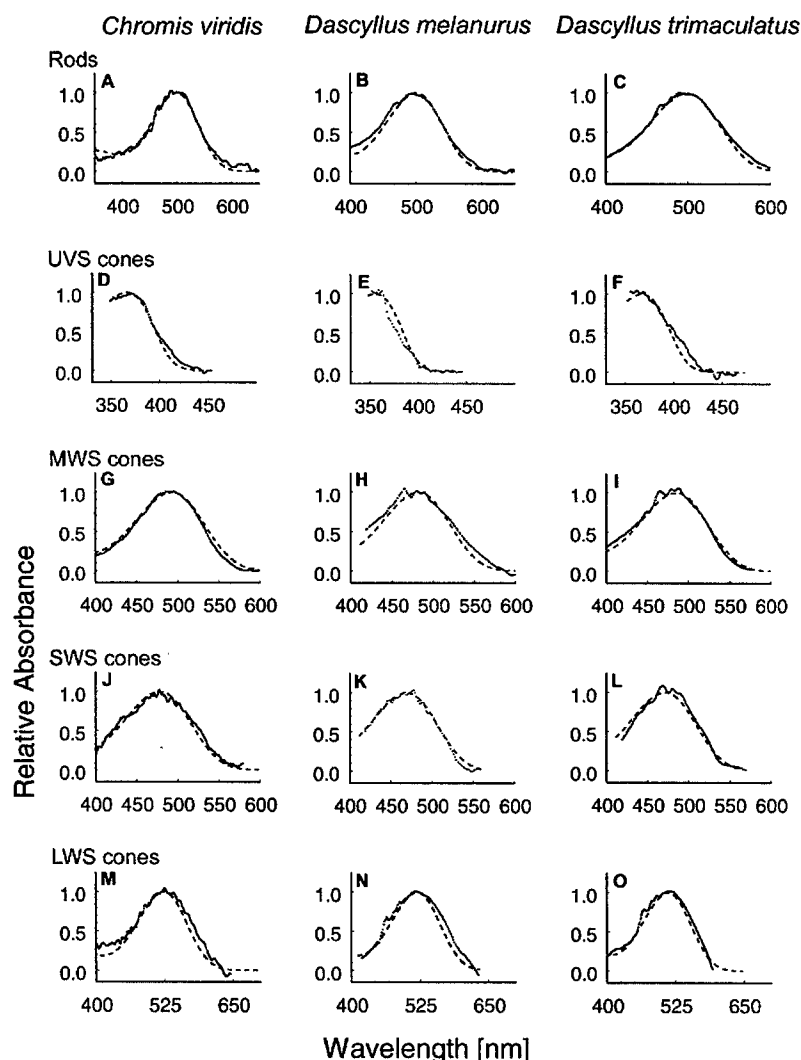 Chromis viridis Dascyllus melanurus Dascyllus trimaculatus
Rods
A B C
1.0 1.0 1.0
0.5 0.5 0.5
0.0 0.0 0.0
400 500 600 400 500 600 400 500 600
UVS cones
D E F
1.0 1.0 1.0
0.5 0.5 0.5
0.0 0.0 0.0
350 400 450 350 400 450 350 400 450
MWS cones
G H I
1.0 1.0 1.0
0.5 0.5 0.5
0.0 0.0 0.0
400 450 500 550 600 400 450 500 550 600 400 450 500 550 600
SWS cones
J K L
1.0 1.0 1.0
0.5 0.5 0.5
0.0 0.0 0.0
400 450 500 550 600 400 450 500 550 600 400 450 500 550 600
LWS cones
M N O
1.0 1.0 1.0
0.5 0.5 0.5
0.0 0.0 0.0
400 525 650 400 525 650 400 525 650
Relative Absorbance
Wavelength [nm]